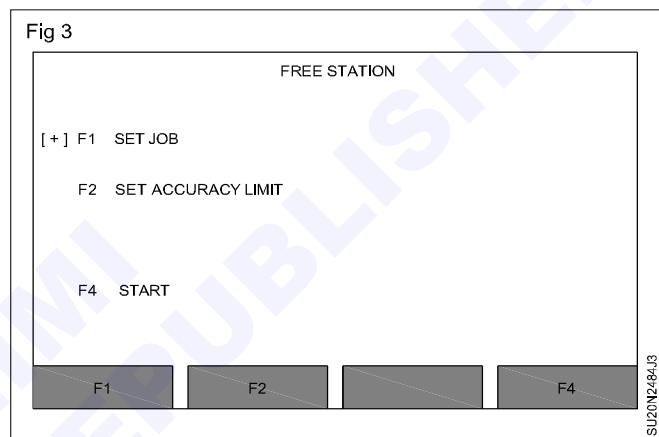 Fig 3
FREE STATION
[ + ] F1 SET JOB
F2 SET ACCURACY LIMIT
F4 START
F1 F2 F4
SU20N2484J3